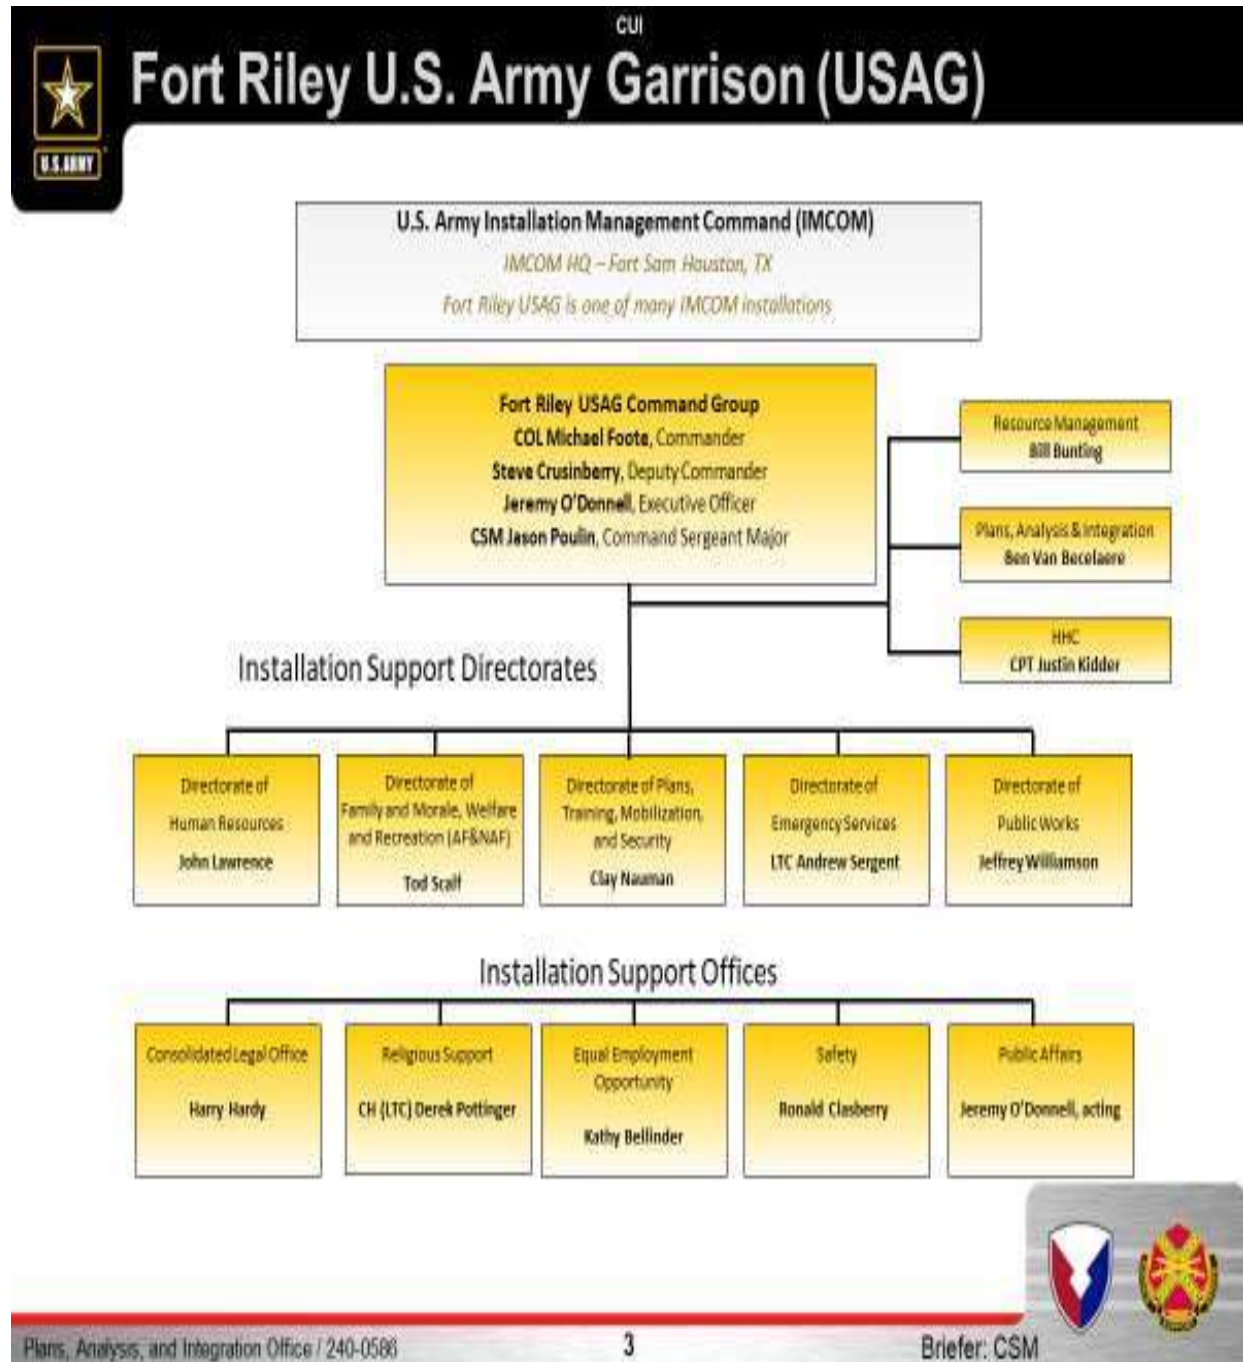 CUI
Fort Riley U.S. Army Garrison (USAG)
U.S. ARMY
U.S. Army Installation Management Command (IMCOM)
IMCOM HQ – Fort Sam Houston, TX
Fort Riley USAG is one of many IMCOM installations
Fort Riley USAG Command Group
COL Michael Foote, Commander
Steve Crusinberry, Deputy Commander
Jeremy O'Donnell, Executive Officer
CSM Jason Poulin, Command Sergeant Major
Resource Management
Bill Bunting
Plans, Analysis & Integration
Ben Van Becelaere
HHC
CPT Justin Kidder
Installation Support Directorates
Directorate of
Human Resources
John Lawrence
Directorate of
Family and Morale, Welfare
and Recreation (AF&NAF)
Tod Scalf
Directorate of Plans,
Training, Mobilization,
and Security
Clay Nauman
Directorate of
Emergency Services
LTC Andrew Sergent
Directorate of
Public Works
Jeffrey Williamson
Installation Support Offices
Consolidated Legal Office
Harry Hardy
Religious Support
CH (LTC) Derek Pottinger
Equal Employment
Opportunity
Kathy Bellinder
Safety
Ronald Clasberry
Public Affairs
Jeremy O'Donnell, acting
Plans, Analysis, and Integration Office / 240-0586
3
Briefer: CSM